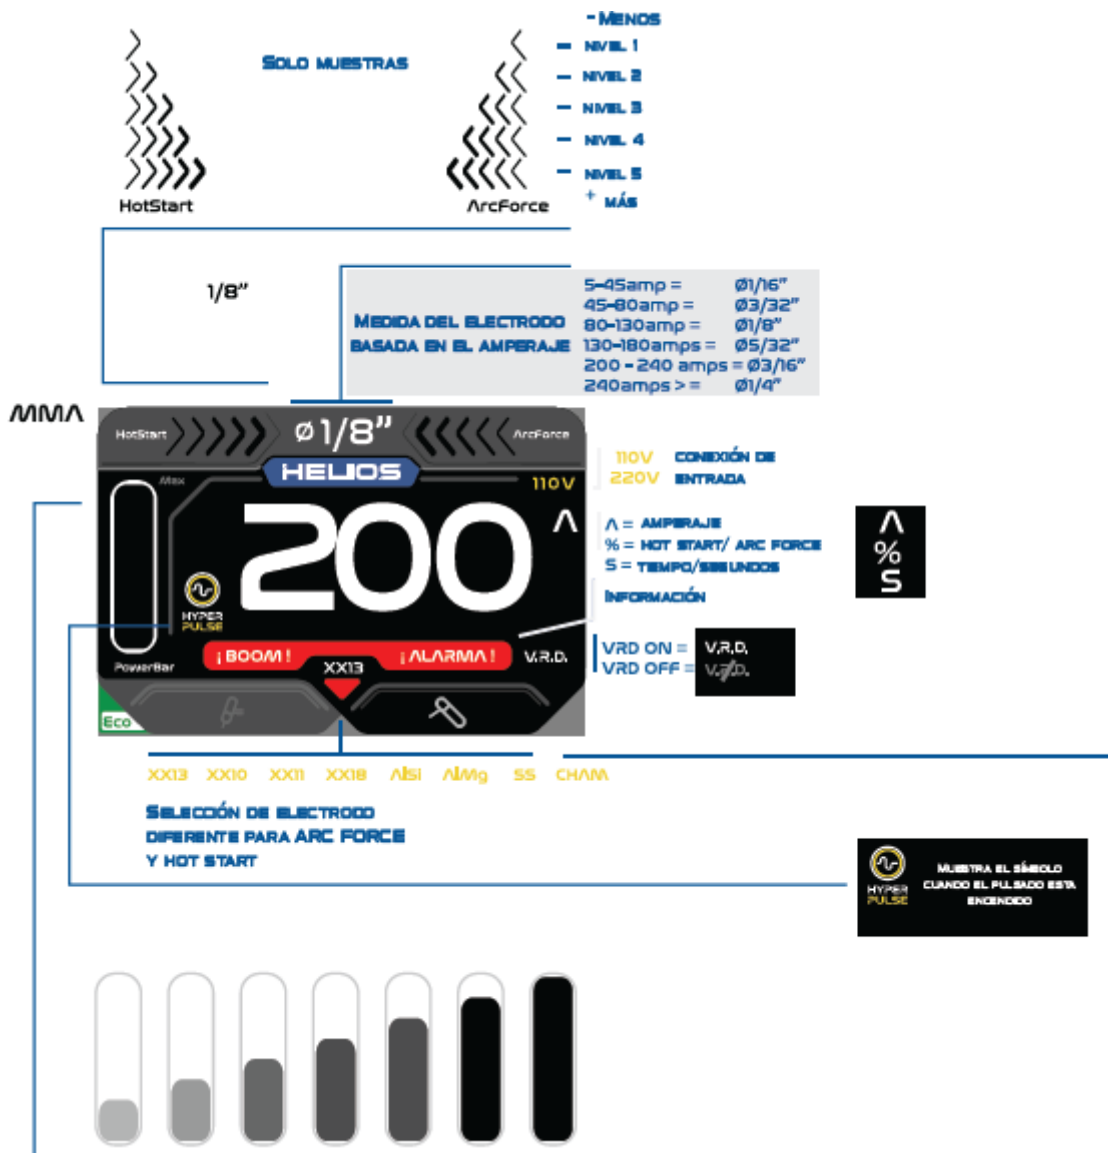 - MENOS
SOLO MUESTRAS
NIVEL 1
NIVEL 2
NIVEL 3
NIVEL 4
NIVEL 5
+ MÁS
HotStart
ArcForce
1/8”
MEDIDA DEL ELECTRODO
BASADA EN EL AMPERAJE
5-45amp = Ø1/16”
45-80amp = Ø3/32”
80-130amp = Ø1/8”
130-180amps = Ø5/32”
200 - 240 amps = Ø3/16”
240amps > = Ø1/4”
MMA
HotStart
Ø 1/8”
ArcForce
HELIOS
Max
110V
200
A
HYPER
PULSE
PowerBar
¡BOOM!
XX13
¡ALARMA!
V.R.D.
Eco
110V CONEXIÓN DE
220V ENTRADA
A = AMPERAJE
% = HOT START/ ARC FORCE
S = TIEMPO/SEGUNDOS
A
%
S
INFORMACIÓN
VRD ON = V.R.D.
VRD OFF = V.R.D.
XX13 XX10 XX11 XX18 AlSi AlMg SS CHAM
SELECCIÓN DE ELECTRODO
DIFERENTE PARA ARC FORCE
Y HOT START
HYPER
PULSE
MUESTRA EL SÍMBOLO
CUANDO EL PULSADO ESTA
ENCENDIDO